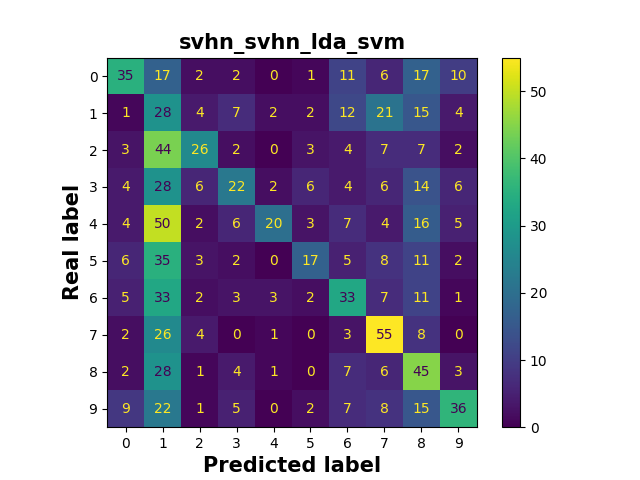 svhn_svhn_lda_svm
Real label
0 35 17 2 2 0 1 11 6 17 10
1 1 28 4 7 2 2 12 21 15 4
2 3 44 26 2 0 3 4 7 7 2
3 4 28 6 22 2 6 4 6 14 6
4 4 50 2 6 20 3 7 4 16 5
5 6 35 3 2 0 17 5 8 11 2
6 5 33 2 3 3 2 33 7 11 1
7 2 26 4 0 1 0 3 55 8 0
8 2 28 1 4 1 0 7 6 45 3
9 9 22 1 5 0 2 7 8 15 36
0 1 2 3 4 5 6 7 8 9
Predicted label
50
40
30
20
10
0